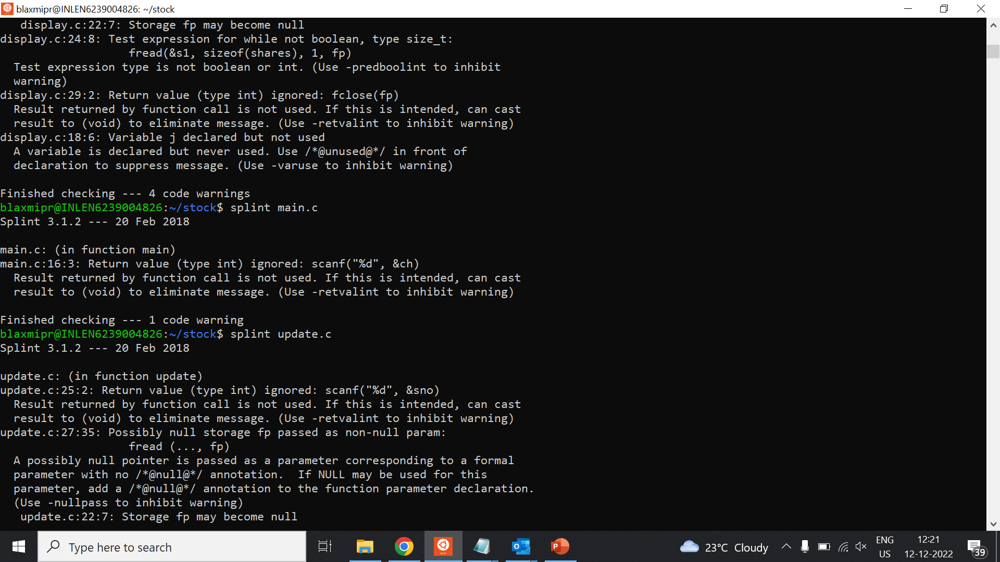 blaxmipr@INLEN6239004826: ~/stock
   display.c:22:7: Storage fp may become null
display.c:24:8: Test expression for while not boolean, type size_t:
                   fread(&s1, sizeof(shares), 1, fp)
  Test expression type is not boolean or int. (Use -predboolint to inhibit
  warning)
display.c:29:2: Return value (type int) ignored: fclose(fp)
  Result returned by function call is not used. If this is intended, can cast
  result to (void) to eliminate message. (Use -retvalint to inhibit warning)
display.c:18:6: Variable j declared but not used
  A variable is declared but never used. Use /*@unused@*/ in front of
  declaration to suppress message. (Use -varuse to inhibit warning)

Finished checking --- 4 code warnings
blaxmipr@INLEN6239004826:~/stock$ splint main.c
Splint 3.1.2 --- 20 Feb 2018

main.c: (in function main)
main.c:16:3: Return value (type int) ignored: scanf("%d", &ch)
  Result returned by function call is not used. If this is intended, can cast
  result to (void) to eliminate message. (Use -retvalint to inhibit warning)

Finished checking --- 1 code warning
blaxmipr@INLEN6239004826:~/stock$ splint update.c
Splint 3.1.2 --- 20 Feb 2018

update.c: (in function update)
update.c:25:2: Return value (type int) ignored: scanf("%d", &sno)
  Result returned by function call is not used. If this is intended, can cast
  result to (void) to eliminate message. (Use -retvalint to inhibit warning)
update.c:27:35: Possibly null storage fp passed as non-null param:
                   fread (..., fp)
  A possibly null pointer is passed as a parameter corresponding to a formal
  parameter with no /*@null@*/ annotation.  If NULL may be used for this
  parameter, add a /*@null@*/ annotation to the function parameter declaration.
  (Use -nullpass to inhibit warning)
   update.c:22:7: Storage fp may become null
Type here to search
23°C Cloudy
ENG
US
12:21
12-12-2022
39